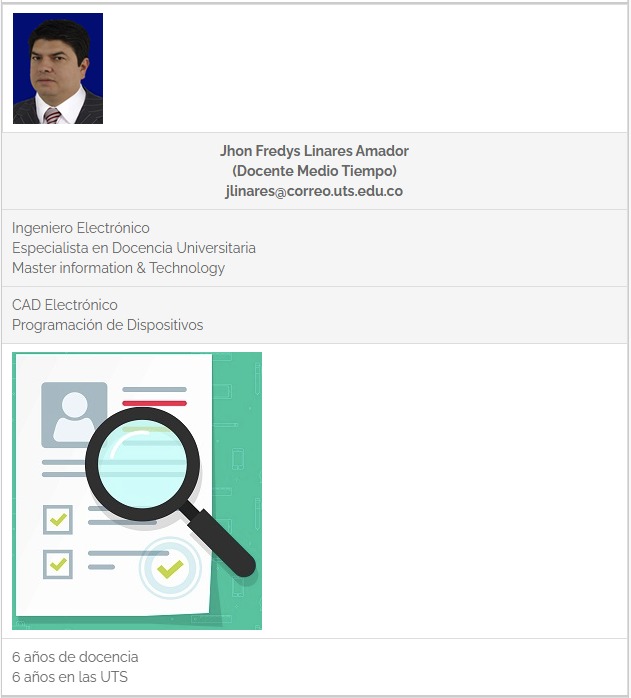 Jhon Fredys Linares Amador
(Docente Medio Tiempo)
jlinares@correo.uts.edu.co
Ingeniero Electrónico
Especialista en Docencia Universitaria
Master information & Technology
CAD Electrónico
Programación de Dispositivos
6 años de docencia
6 años en las UTS